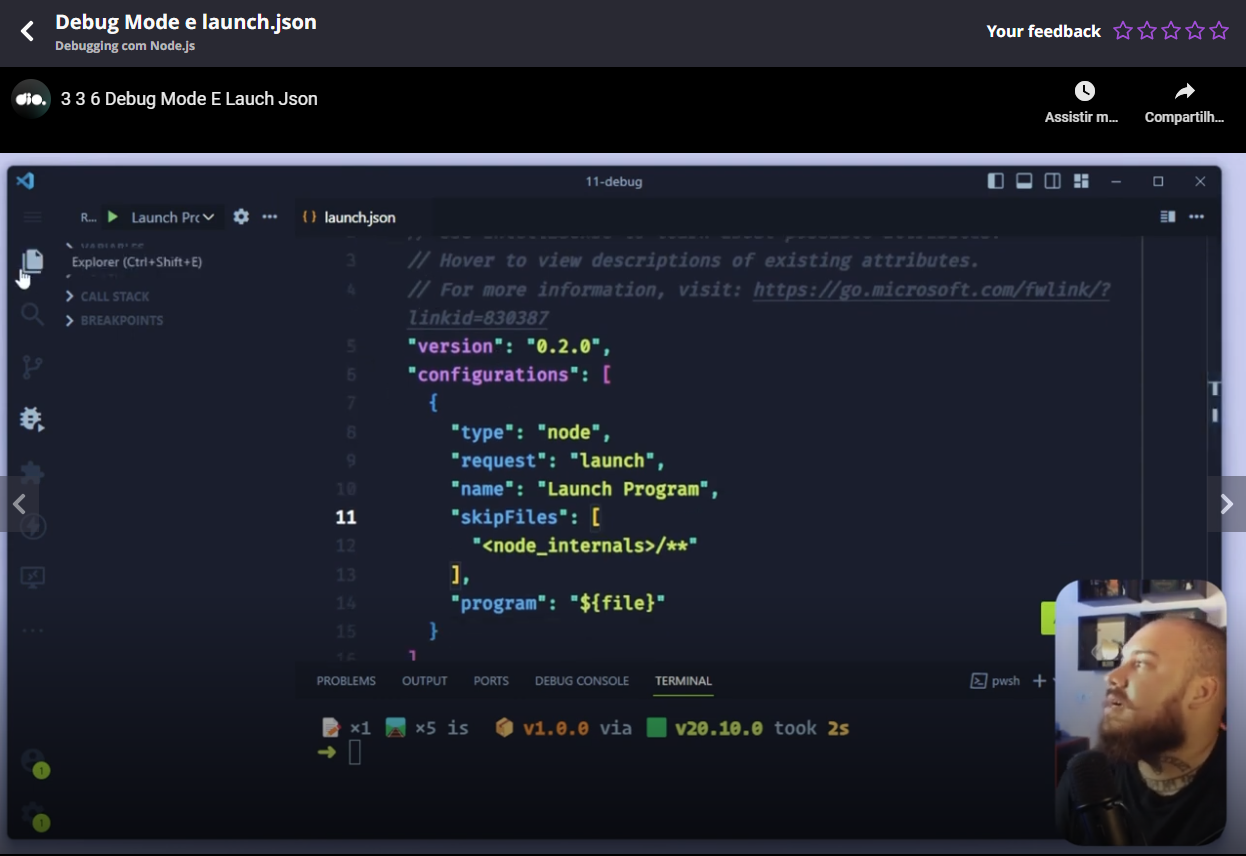 Debug Mode e launch.json
Debugging com Node.js
Your feedback
dio.
3 3 6 Debug Mode E Lauch Json
Assistir m...
Compartilh...
11-debug
R... Launch Prc
{} launch.json
VARIABLES
Explorer (Ctrl+Shift+E)
CALL STACK
BREAKPOINTS
3 // Hover to view descriptions of existing attributes.
4 // For more information, visit: https://go.microsoft.com/fwlink/?
linkid=830387
5 "version": "0.2.0",
6 "configurations": [
7 {
8 "type": "node",
9 "request": "launch",
10 "name": "Launch Program",
11 "skipFiles": [
12 "<node_internals>/**"
13 ],
14 "program": "${file}"
15 }
16 ]
PROBLEMS OUTPUT PORTS DEBUG CONSOLE TERMINAL
pwsh
×1 ×5 is v1.0.0 via v20.10.0 took 2s
1
1